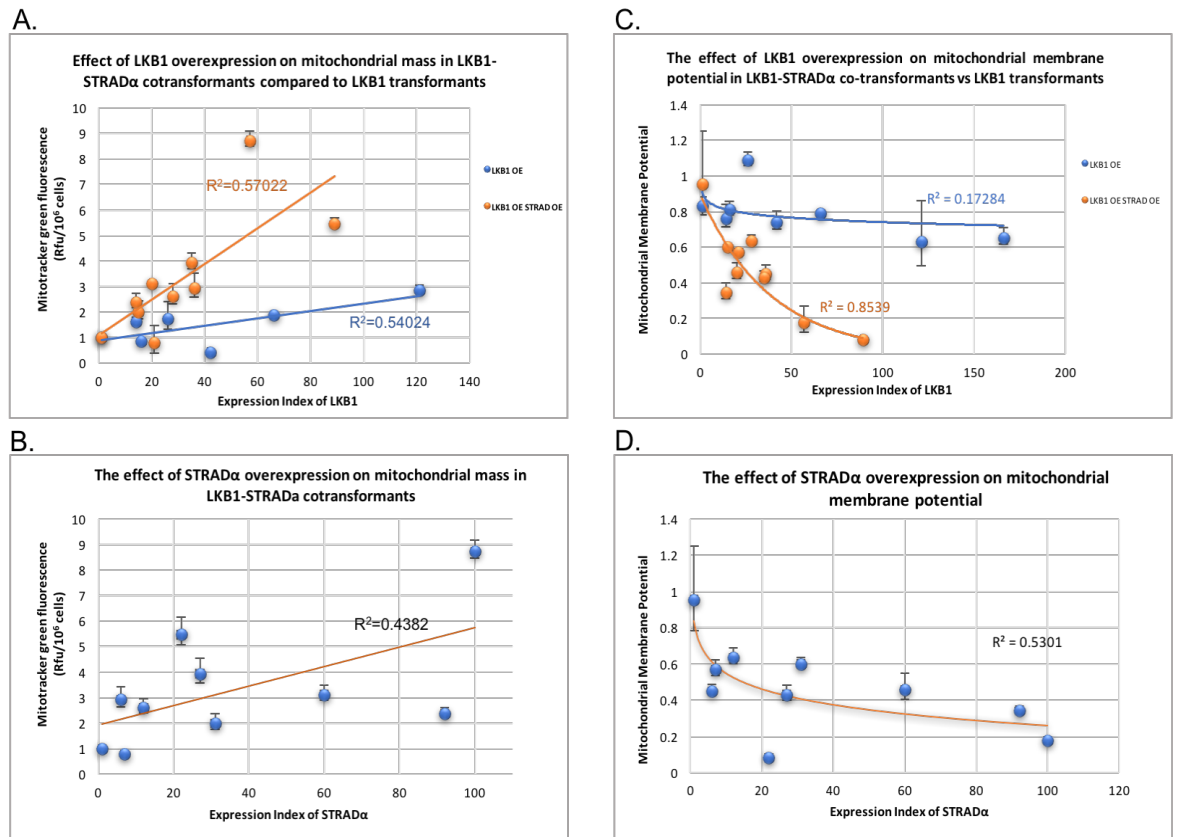 A.
Effect of LKB1 overexpression on mitochondrial mass in LKB1-
STRADα cotransformants compared to LKB1 transformants
10
9
8
7
6
5
4
3
2
1
0
Mitotracker green fluorescence
(Rfu/10⁶ cells)
R²=0.57022
R²=0.54024
0 20 40 60 80 100 120 140
Expression Index of LKB1
LKB1 OE
LKB1 OE STRAD OE
B.
The effect of STRADα overexpression on mitochondrial mass in
LKB1-STRADa cotransformants
10
9
8
7
6
5
4
3
2
1
0
Mitotracker green fluorescence
(Rfu/10⁶ cells)
R²=0.4382
0 20 40 60 80 100
Expression Index of STRADα
C.
The effect of LKB1 overexpression on mitochondrial membrane
potential in LKB1-STRADα co-transformants vs LKB1 transformants
1.4
1.2
1
0.8
0.6
0.4
0.2
0
Mitochondrial Membrane Potential
R² = 0.17284
R² = 0.8539
0 50 100 150 200
Expression Index of LKB1
LKB1 OE
LKB1 OE STRAD OE
D.
The effect of STRADα overexpression on mitochondrial
membrane potential
1.4
1.2
1
0.8
0.6
0.4
0.2
0
Mitochondrial Membrane Potential
R² = 0.5301
0 20 40 60 80 100 120
Expression Index of STRADα